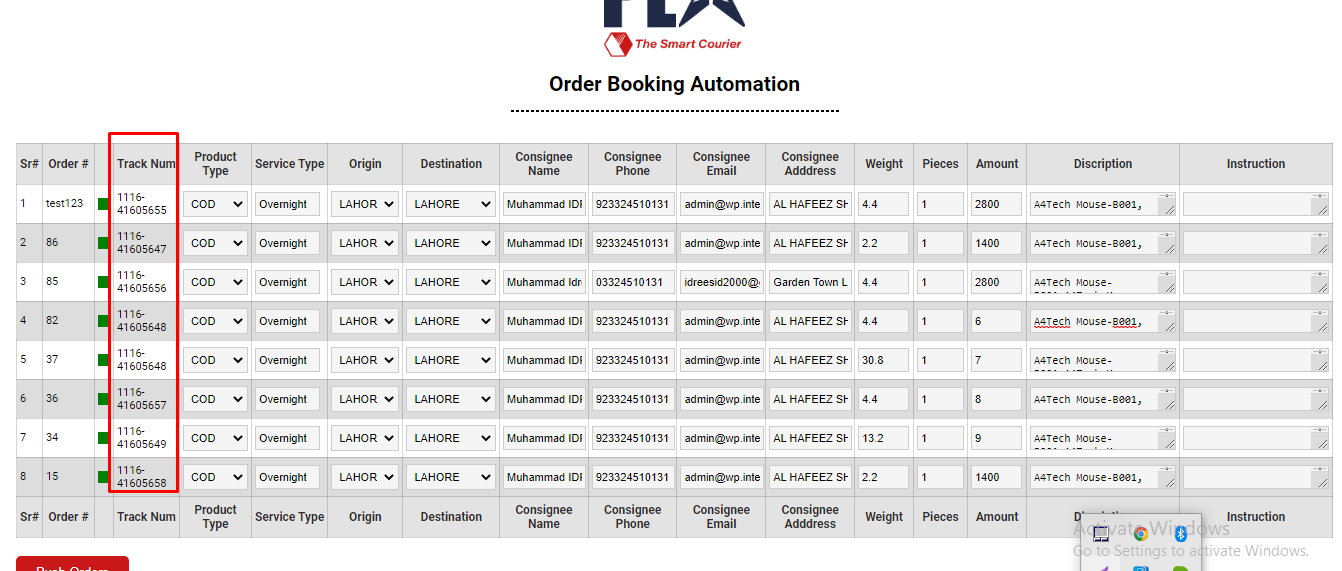 The Smart Courier
Order Booking Automation
Sr# Order # Track Num Product Type Service Type Origin Destination Consignee Name Consignee Phone Consignee Email Consignee Adddress Weight Pieces Amount Discription Instruction
1 test123 1116-41605655 COD Overnight LAHOR LAHORE Muhammad IDF 923324510131 admin@wp.inte AL HAFEEZ SH 4.4 1 2800 A4Tech Mouse-B001,
2 86 1116-41605647 COD Overnight LAHOR LAHORE Muhammad IDF 923324510131 admin@wp.inte AL HAFEEZ SH 2.2 1 1400 A4Tech Mouse-B001,
3 85 1116-41605656 COD Overnight LAHOR LAHORE Muhammad Idr 03324510131 idreesid2000@ Garden Town L 4.4 1 2800 A4Tech Mouse-
4 82 1116-41605648 COD Overnight LAHOR LAHORE Muhammad IDF 923324510131 admin@wp.inte AL HAFEEZ SH 4.4 1 6 A4Tech Mouse-B001,
5 37 1116-41605648 COD Overnight LAHOR LAHORE Muhammad IDF 923324510131 admin@wp.inte AL HAFEEZ SH 30.8 1 7 A4Tech Mouse-
6 36 1116-41605657 COD Overnight LAHOR LAHORE Muhammad IDF 923324510131 admin@wp.inte AL HAFEEZ SH 4.4 1 8 A4Tech Mouse-B001,
7 34 1116-41605649 COD Overnight LAHOR LAHORE Muhammad IDF 923324510131 admin@wp.inte AL HAFEEZ SH 13.2 1 9 A4Tech Mouse-
8 15 1116-41605658 COD Overnight LAHOR LAHORE Muhammad IDF 923324510131 admin@wp.inte AL HAFEEZ SH 2.2 1 1400 A4Tech Mouse-B001,
Sr# Order # Track Num Product Type Service Type Origin Destination Consignee Name Consignee Phone Consignee Email Consignee Adddress Weight Pieces Amount Instruction
Activate Windows
Go to Settings to activate Windows.
Push Orders